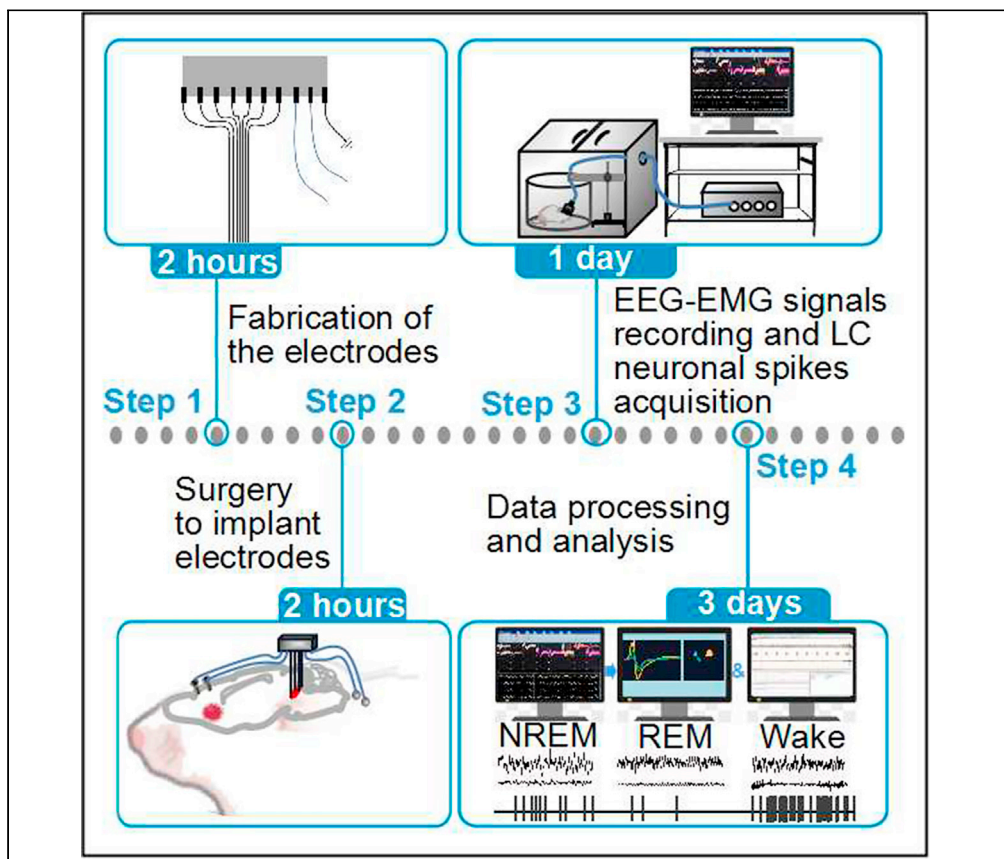 2 hours
1 day
Fabrication of
the electrodes
EEG-EMG signals
recording and LC
neuronal spikes
acquisition
Step 1
Step 2
Step 3
Step 4
Surgery
to implant
electrodes
Data processing
and analysis
2 hours
3 days
&
NREM
REM
Wake